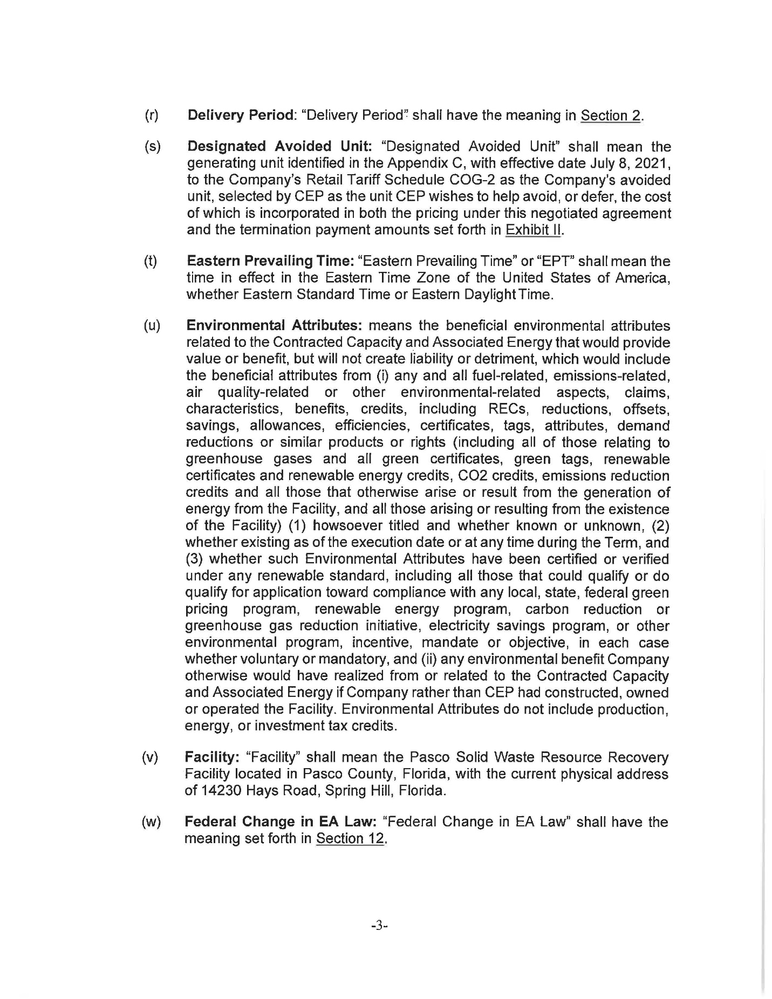 (r) Delivery Period: “Delivery Period” shall have the meaning in Section 2.
(s) Designated Avoided Unit: “Designated Avoided Unit” shall mean the
generating unit identified in the Appendix C, with effective date July 8, 2021,
to the Company’s Retail Tariff Schedule COG-2 as the Company's avoided
unit, selected by CEP as the unit CEP wishes to help avoid, or defer, the cost
of which is incorporated in both the pricing under this negotiated agreement
and the termination payment amounts set forth in Exhibit II.
(t) Eastern Prevailing Time: “Eastern Prevailing Time” or “EPT” shall mean the
time in effect in the Eastern Time Zone of the United States of America,
whether Eastern Standard Time or Eastern Daylight Time.
(u) Environmental Attributes: means the beneficial environmental attributes
related to the Contracted Capacity and Associated Energy that would provide
value or benefit, but will not create liability or detriment, which would include
the beneficial attributes from (i) any and all fuel-related, emissions-related,
air quality-related or other environmental-related aspects, claims,
characteristics, benefits, credits, including RECs, reductions, offsets,
savings, allowances, efficiencies, certificates, tags, attributes, demand
reductions or similar products or rights (including all of those relating to
greenhouse gases and all green certificates, green tags, renewable
certificates and renewable energy credits, CO2 credits, emissions reduction
credits and all those that otherwise arise or result from the generation of
energy from the Facility, and all those arising or resulting from the existence
of the Facility) (1) howsoever titled and whether known or unknown, (2)
whether existing as of the execution date or at any time during the Term, and
(3) whether such Environmental Attributes have been certified or verified
under any renewable standard, including all those that could qualify or do
qualify for application toward compliance with any local, state, federal green
pricing program, renewable energy program, carbon reduction or
greenhouse gas reduction initiative, electricity savings program, or other
environmental program, incentive, mandate or objective, in each case
whether voluntary or mandatory, and (ii) any environmental benefit Company
otherwise would have realized from or related to the Contracted Capacity
and Associated Energy if Company rather than CEP had constructed, owned
or operated the Facility. Environmental Attributes do not include production,
energy, or investment tax credits.
(v) Facility: “Facility” shall mean the Pasco Solid Waste Resource Recovery
Facility located in Pasco County, Florida, with the current physical address
of 14230 Hays Road, Spring Hill, Florida.
(w) Federal Change in EA Law: “Federal Change in EA Law” shall have the
meaning set forth in Section 12.
-3-